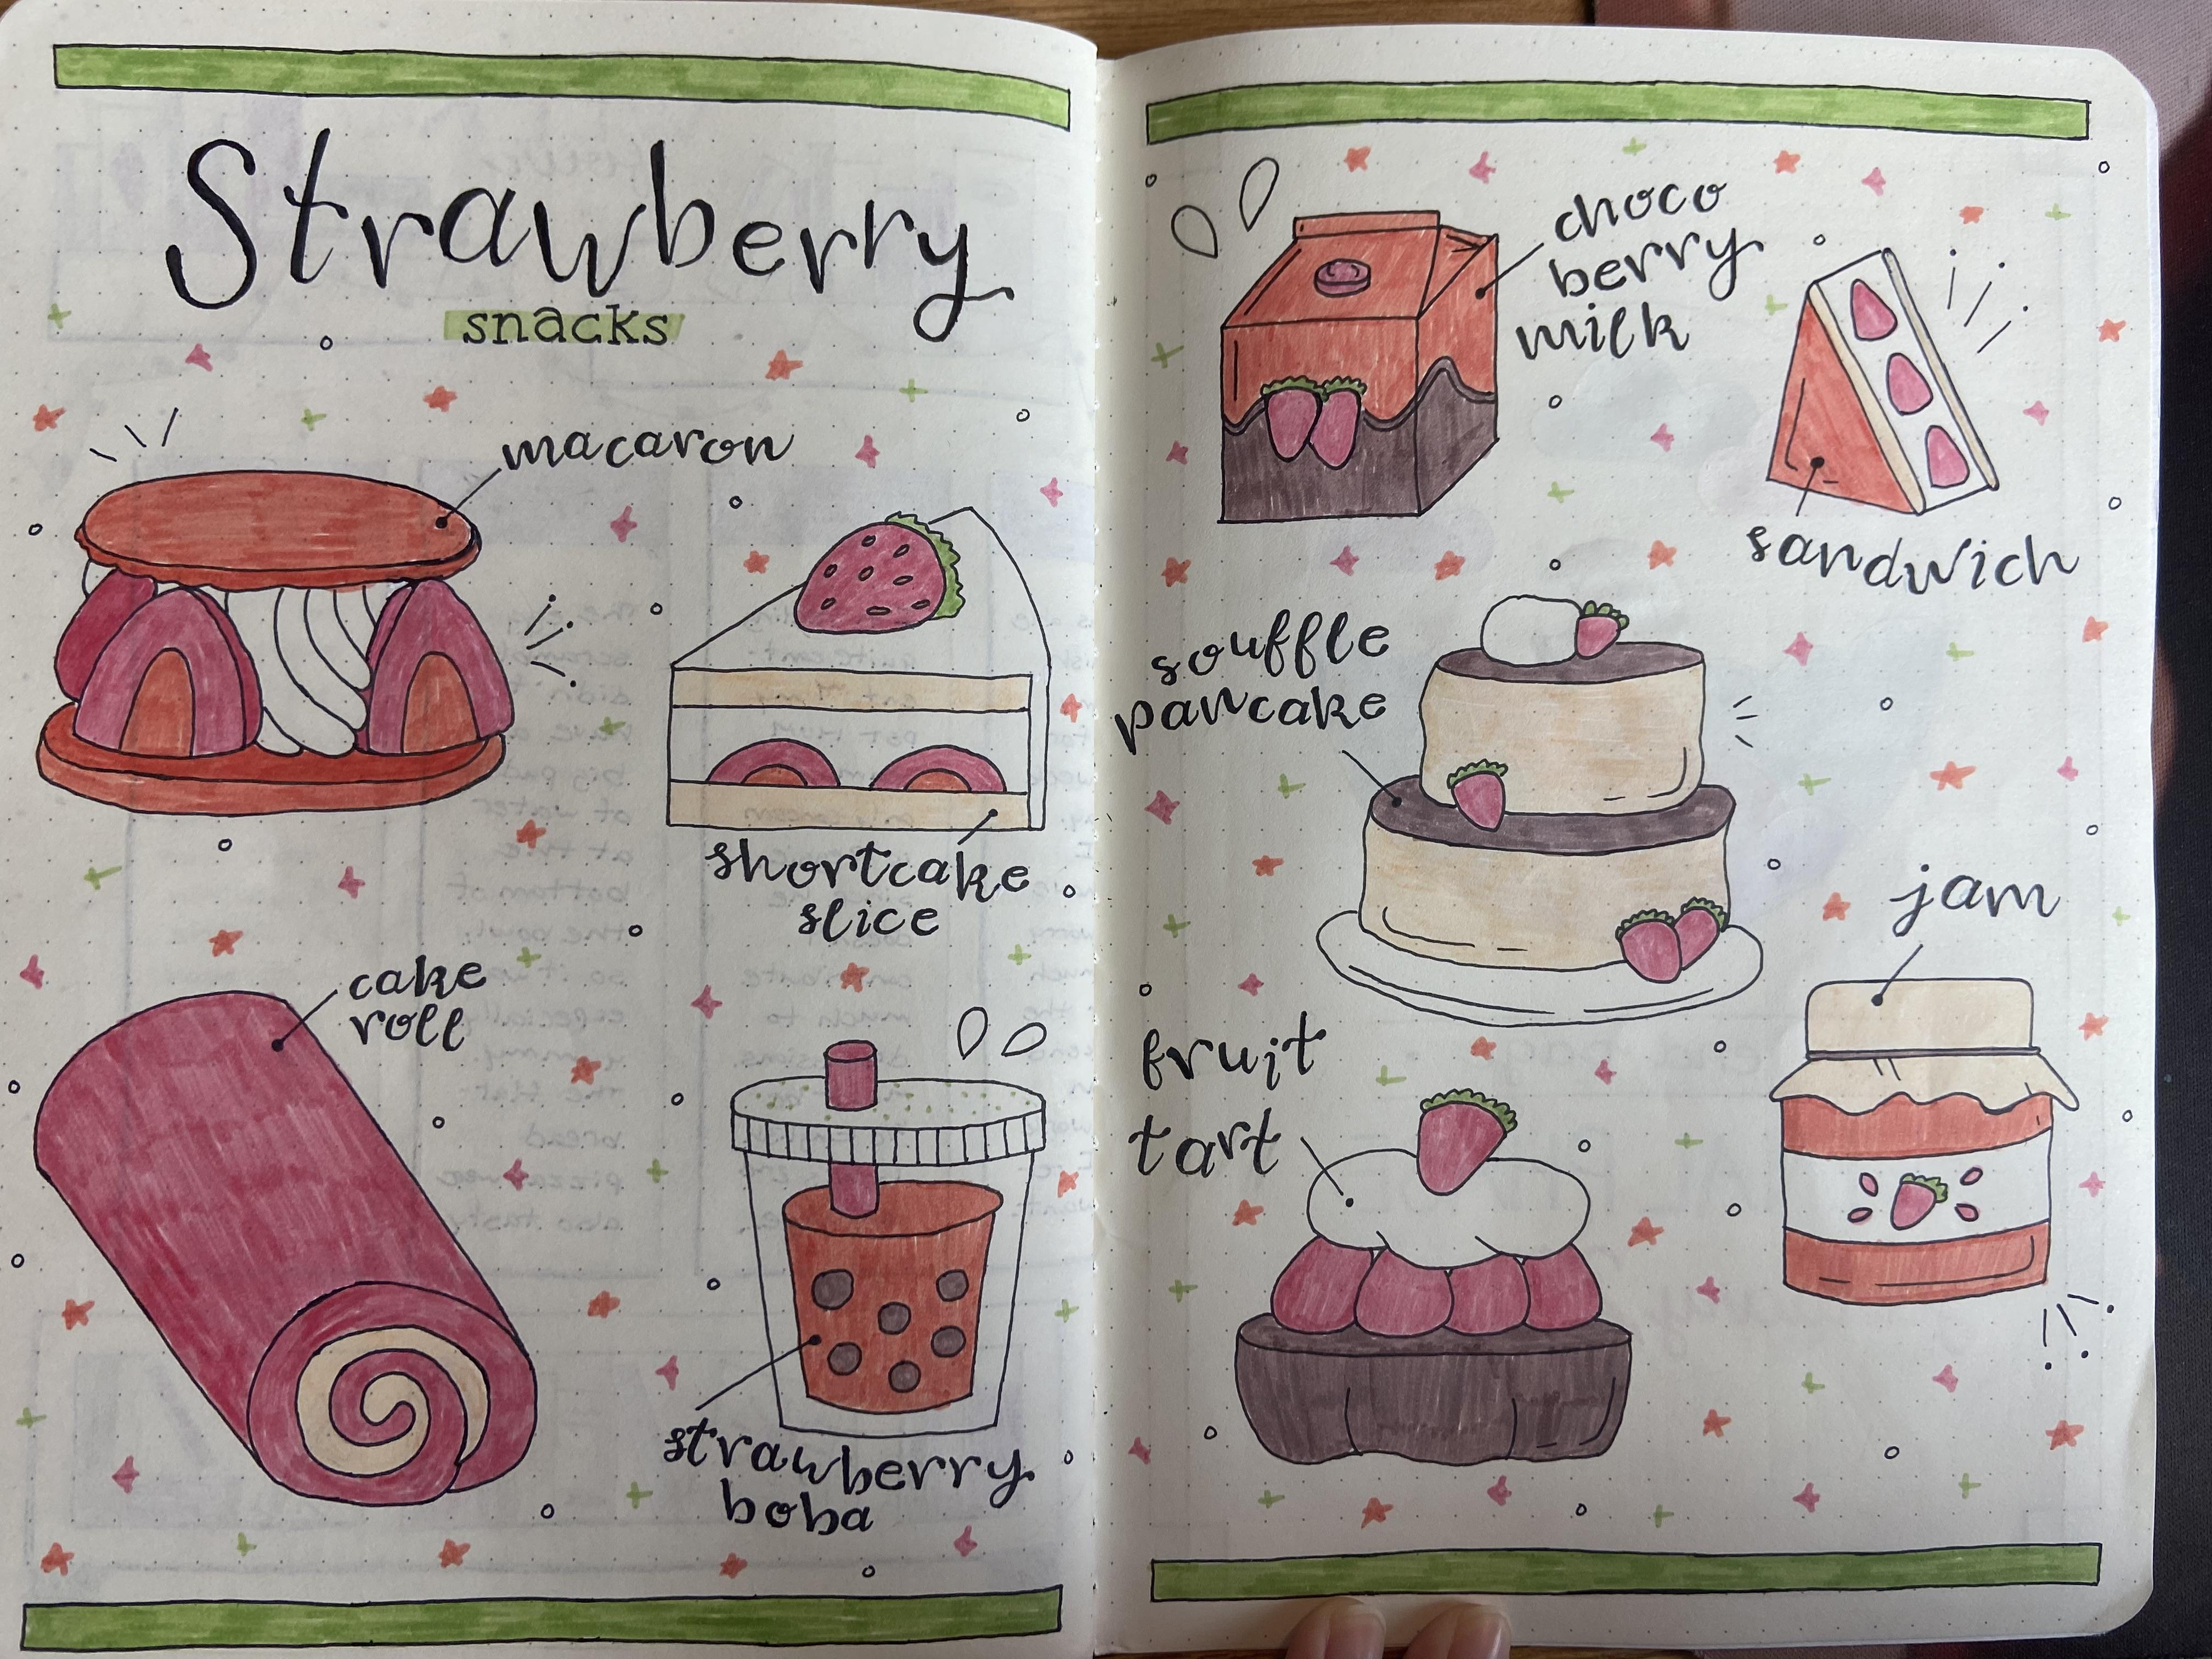 Strawberry
snacks
macaron
shortcake
slice
cake
roll
strawberry
boba
choco
berry
milk
sandwich
souffle
pancake
jam
fruit
tart